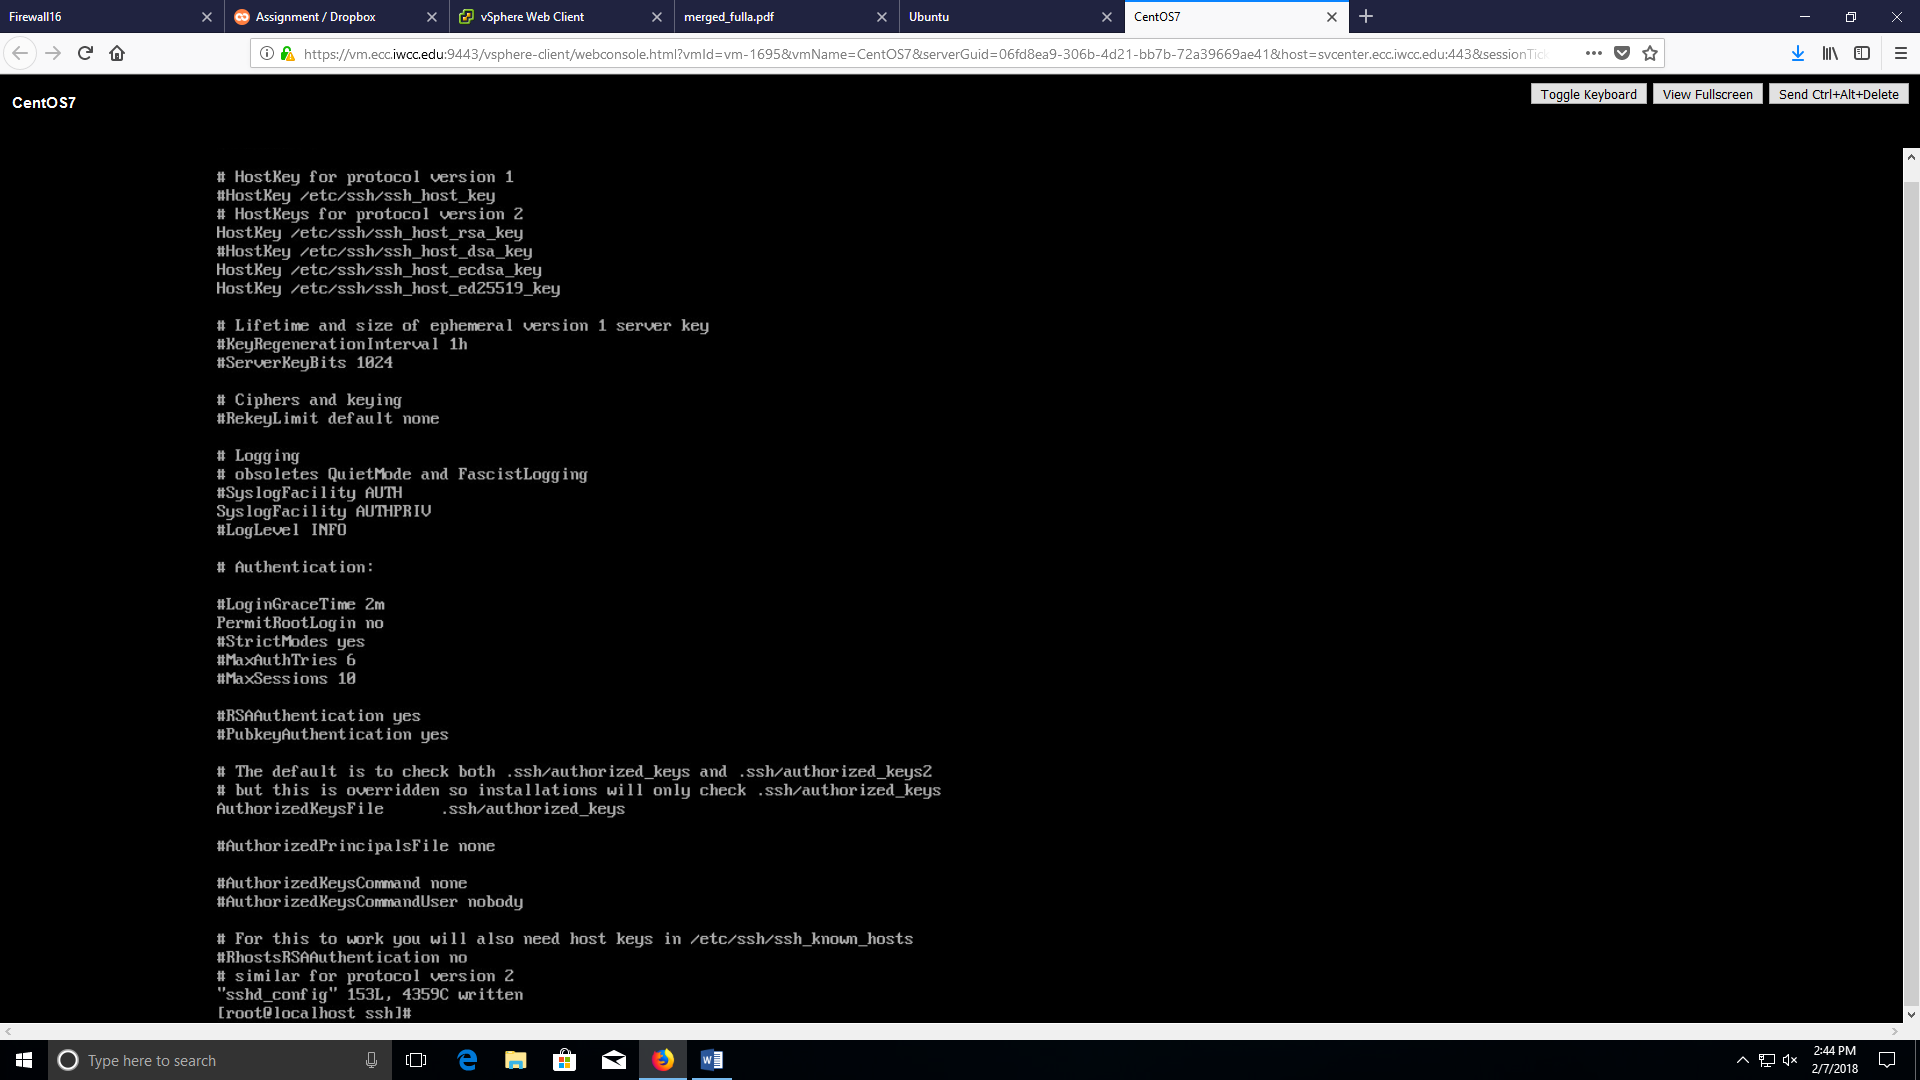 Firewall16
Assignment / Dropbox
vSphere Web Client
merged_fulla.pdf
Ubuntu
CentOS7
https://vm.ecc.iwcc.edu:9443/vsphere-client/webconsole.html?vmId=vm-1695&vmName=CentOS7&serverGuid=06fd8ea9-306b-4d21-bb7b-72a39669ae41&host=svcenter.ecc.iwcc.edu:443&sessionTick
CentOS7
Toggle Keyboard
View Fullscreen
Send Ctrl+Alt+Delete
# HostKey for protocol version 1
#HostKey /etc/ssh/ssh_host_key
# HostKeys for protocol version 2
HostKey /etc/ssh/ssh_host_rsa_key
#HostKey /etc/ssh/ssh_host_dsa_key
HostKey /etc/ssh/ssh_host_ecdsa_key
HostKey /etc/ssh/ssh_host_ed25519_key
# Lifetime and size of ephemeral version 1 server key
#KeyRegenerationInterval 1h
#ServerKeyBits 1024
# Ciphers and keying
#RekeyLimit default none
# Logging
# obsoletes QuietMode and FascistLogging
#SyslogFacility AUTH
SyslogFacility AUTHPRIV
#LogLevel INFO
# Authentication:
#LoginGraceTime 2m
PermitRootLogin no
#StrictModes yes
#MaxAuthTries 6
#MaxSessions 10
#RSAAuthentication yes
#PubkeyAuthentication yes
# The default is to check both .ssh/authorized_keys and .ssh/authorized_keys2
# but this is overridden so installations will only check .ssh/authorized_keys
AuthorizedKeysFile      .ssh/authorized_keys
#AuthorizedPrincipalsFile none
#AuthorizedKeysCommand none
#AuthorizedKeysCommandUser nobody
# For this to work you will also need host keys in /etc/ssh/ssh_known_hosts
#RhostsRSAAuthentication no
# similar for protocol version 2
"sshd_config" 153L, 4359C written
[root@localhost ssh]#
Type here to search
2:44 PM
2/7/2018